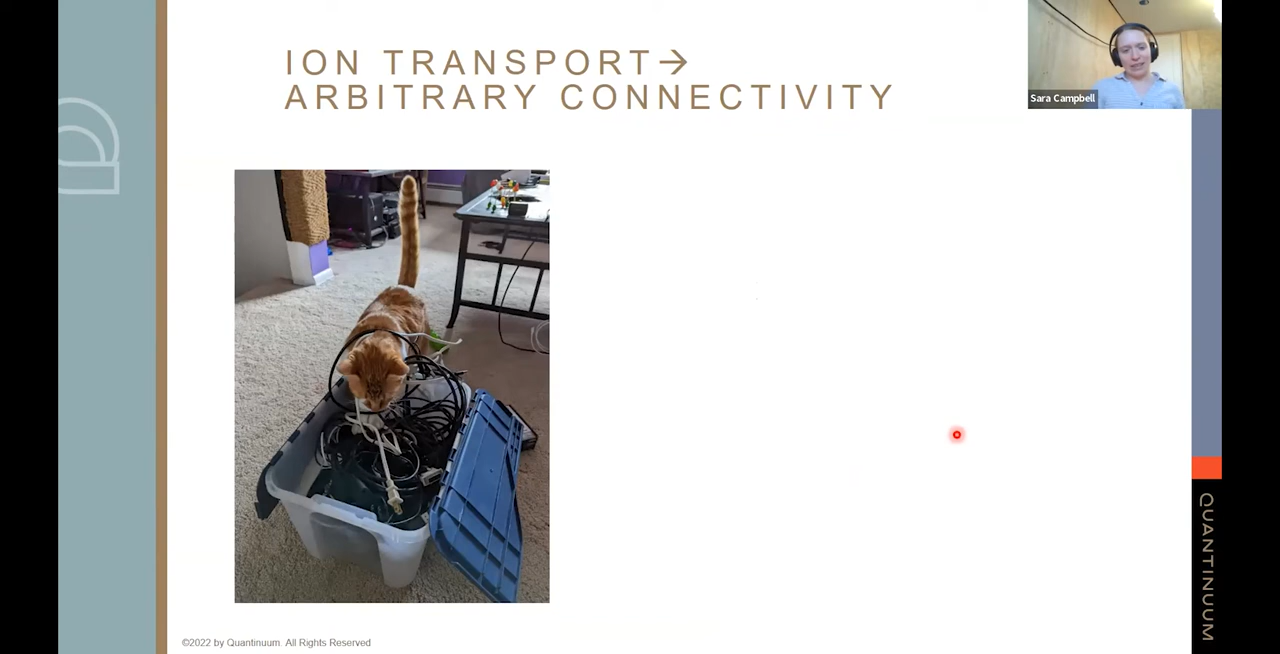 ION TRANSPORT→
ARBITRARY CONNECTIVITY
Sara Campbell
QUANTINUUM
©2022 by Quantinuum. All Rights Reserved